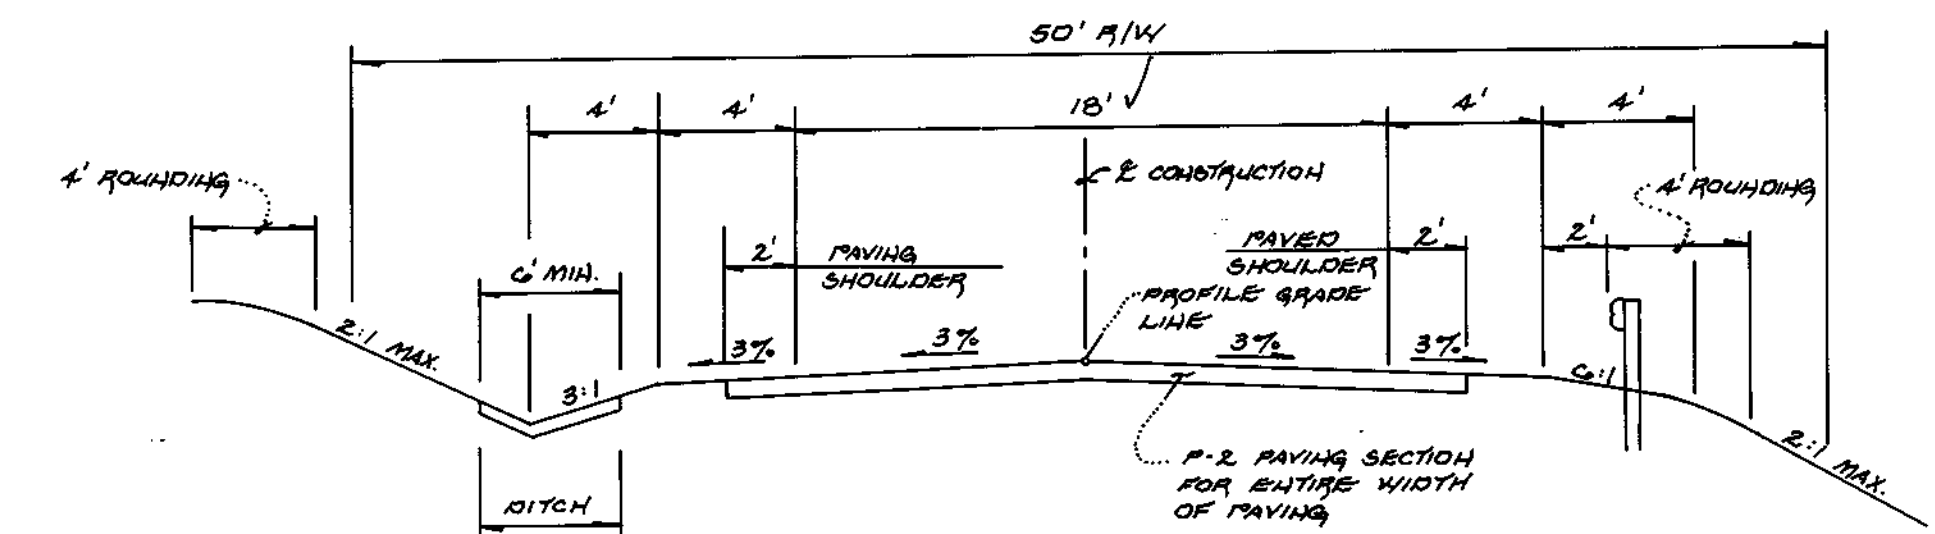 50' R/W
4' 4' 18' 4' 4'
4' ROUNDING
℄ CONSTRUCTION
4' ROUNDING
2' PAVING
SHOULDER
PAVED
SHOULDER
2'
2'
6' MIN.
PROFILE GRADE
LINE
2:1 MAX.
3:1
3% 3% 3% 3%
6:1
2:1 MAX.
P-2 PAVING SECTION
FOR ENTIRE WIDTH
OF PAVING
DITCH